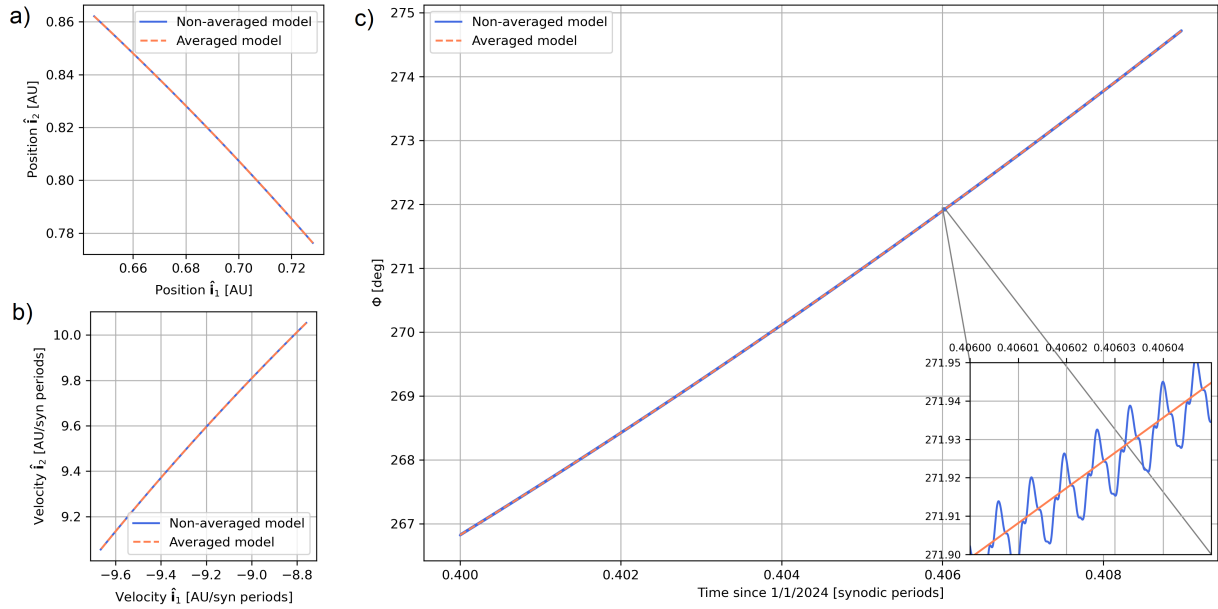 a)
Position î₂ [AU]
0.86
0.84
0.82
0.80
0.78
Non-averaged model
Averaged model
0.66 0.68 0.70 0.72
Position î₁ [AU]
b)
Velocity î₂ [AU/syn periods]
10.0
9.8
9.6
9.4
9.2
Non-averaged model
Averaged model
−9.6 −9.4 −9.2 −9.0 −8.8
Velocity î₁ [AU/syn periods]
c)
Φ [deg]
275
274
273
272
271
270
269
268
267
Non-averaged model
Averaged model
0.40600 0.40601 0.40602 0.40603 0.40604
271.95
271.94
271.93
271.92
271.91
271.90
0.400 0.402 0.404 0.406 0.408
Time since 1/1/2024 [synodic periods]